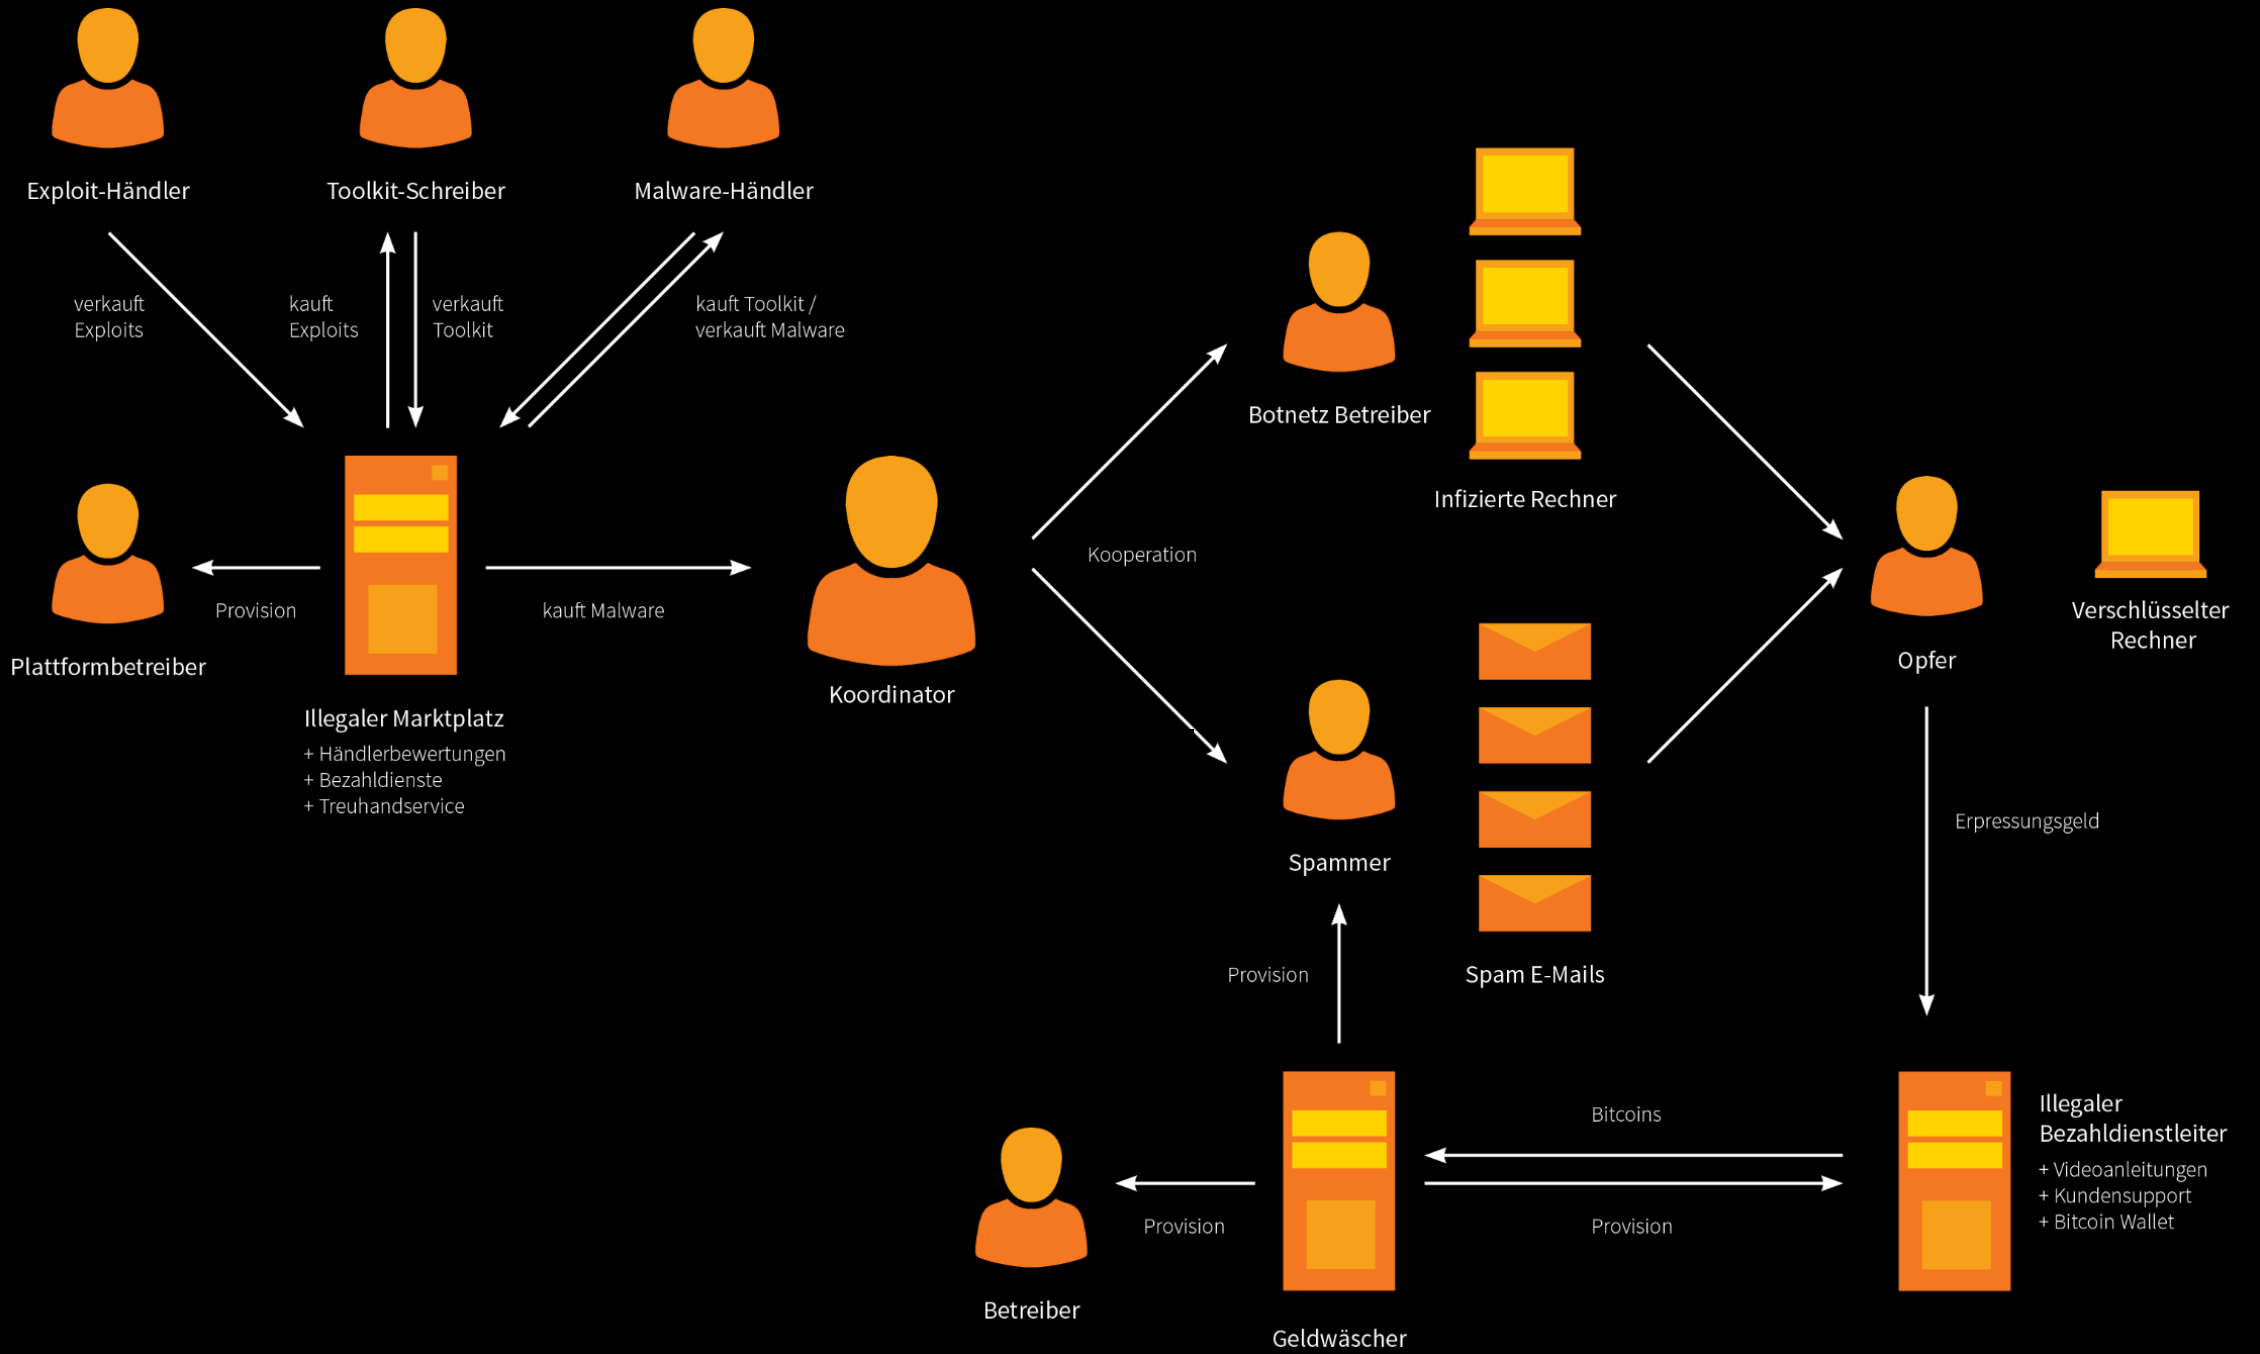 Exploit-Händler
Toolkit-Schreiber
Malware-Händler
verkauft
Exploits
kauft
Exploits
verkauft
Toolkit
kauft Toolkit /
verkauft Malware
Botnetz Betreiber
Infizierte Rechner
Plattformbetreiber
Provision
Illegaler Marktplatz
+ Händlerbewertungen
+ Bezahldienste
+ Treuhandservice
kauft Malware
Koordinator
Kooperation
Opfer
Verschlüsselter
Rechner
Spammer
Spam E-Mails
Erpressungsgeld
Provision
Betreiber
Provision
Geldwäscher
Bitcoins
Provision
Illegaler
Bezahldienstleiter
+ Videoanleitungen
+ Kundensupport
+ Bitcoin Wallet